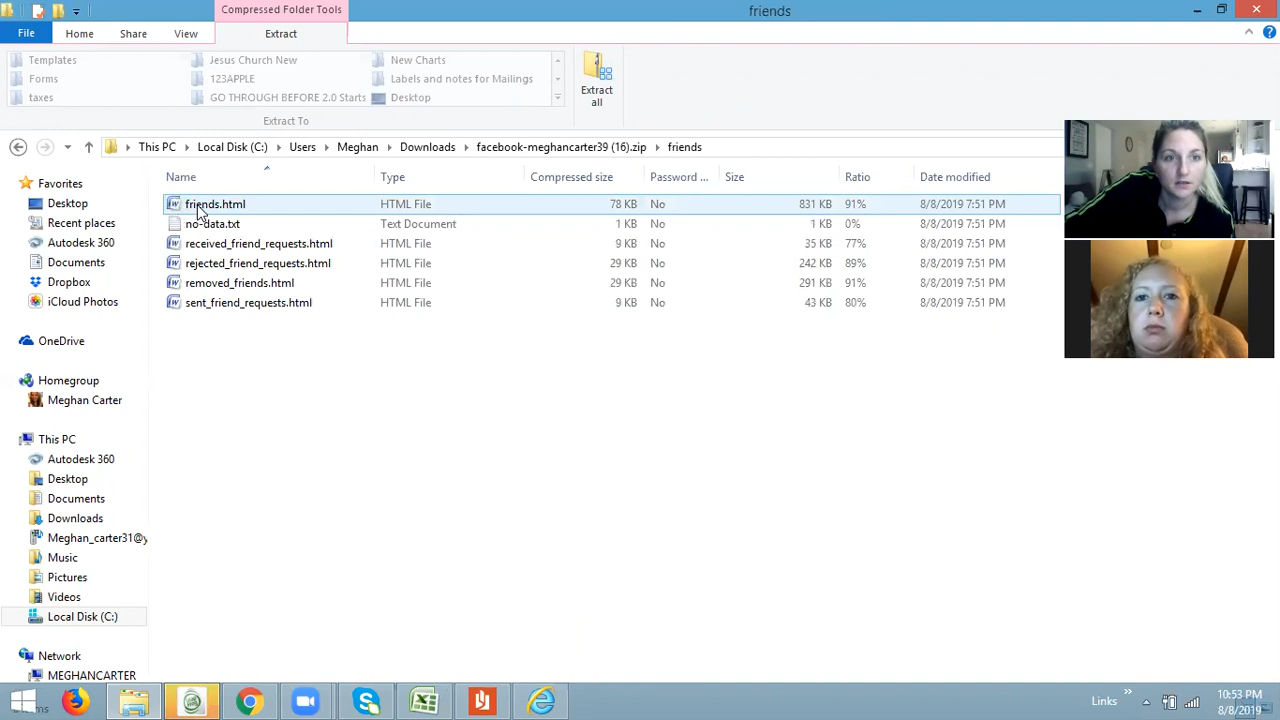 Compressed Folder Tools
friends
File
Home
Share
View
Extract
Templates
Jesus Church New
New Charts
Forms
123APPLE
Labels and notes for Mailings
taxes
GO THROUGH BEFORE 2.0 Starts
Desktop
Extract all
Extract To
This PC
Local Disk (C:)
Users
Meghan
Downloads
facebook-meghancarter39 (16).zip
friends
Name
Type
Compressed size
Password ...
Size
Ratio
Date modified
friends.html HTML File 78 KB No 831 KB 91% 8/8/2019 7:51 PM
no-data.txt Text Document 1 KB No 1 KB 0% 8/8/2019 7:51 PM
received_friend_requests.html HTML File 9 KB No 35 KB 77% 8/8/2019 7:51 PM
rejected_friend_requests.html HTML File 29 KB No 242 KB 89% 8/8/2019 7:51 PM
removed_friends.html HTML File 29 KB No 291 KB 91% 8/8/2019 7:51 PM
sent_friend_requests.html HTML File 9 KB No 43 KB 80% 8/8/2019 7:51 PM
Favorites
Desktop
Recent places
Autodesk 360
Documents
Dropbox
iCloud Photos
OneDrive
Homegroup
Meghan Carter
This PC
Autodesk 360
Desktop
Documents
Downloads
Meghan_carter31@y
Music
Pictures
Videos
Local Disk (C:)
Network
MEGHANCARTER
Links
10:53 PM
8/8/2019